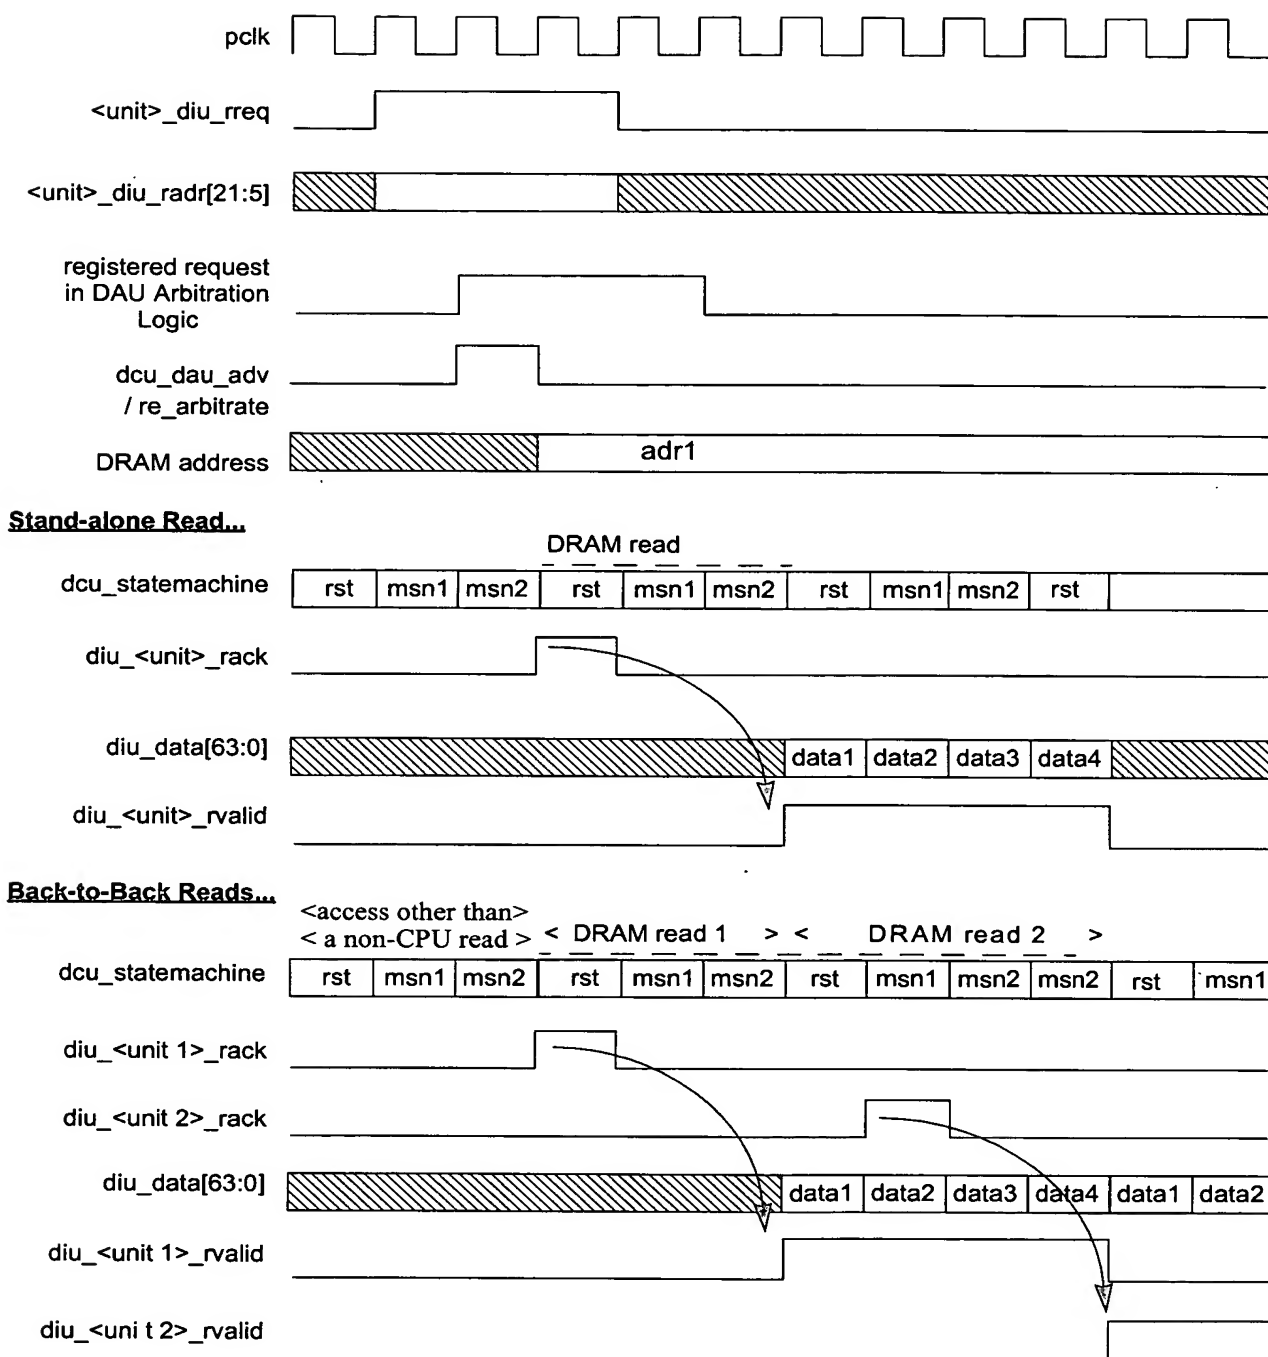 pclk
<unit>_diu_rreq
<unit>_diu_radr[21:5]
registered request
in DAU Arbitration
Logic
dcu_dau_adv
/ re_arbitrate
DRAM address
adr1
Stand-alone Read...
DRAM read
dcu_statemachine
rst msn1 msn2 rst msn1 msn2 rst msn1 msn2 rst
diu_<unit>_rack
diu_data[63:0]
data1 data2 data3 data4
diu_<unit>_rvalid
Back-to-Back Reads...
<access other than>
< a non-CPU read > < DRAM read 1 > < DRAM read 2 >
dcu_statemachine
rst msn1 msn2 rst msn1 msn2 rst msn1 msn2 msn2 rst msn1
diu_<unit 1>_rack
diu_<unit 2>_rack
diu_data[63:0]
data1 data2 data3 data4 data1 data2
diu_<unit 1>_rvalid
diu_<uni t 2>_rvalid